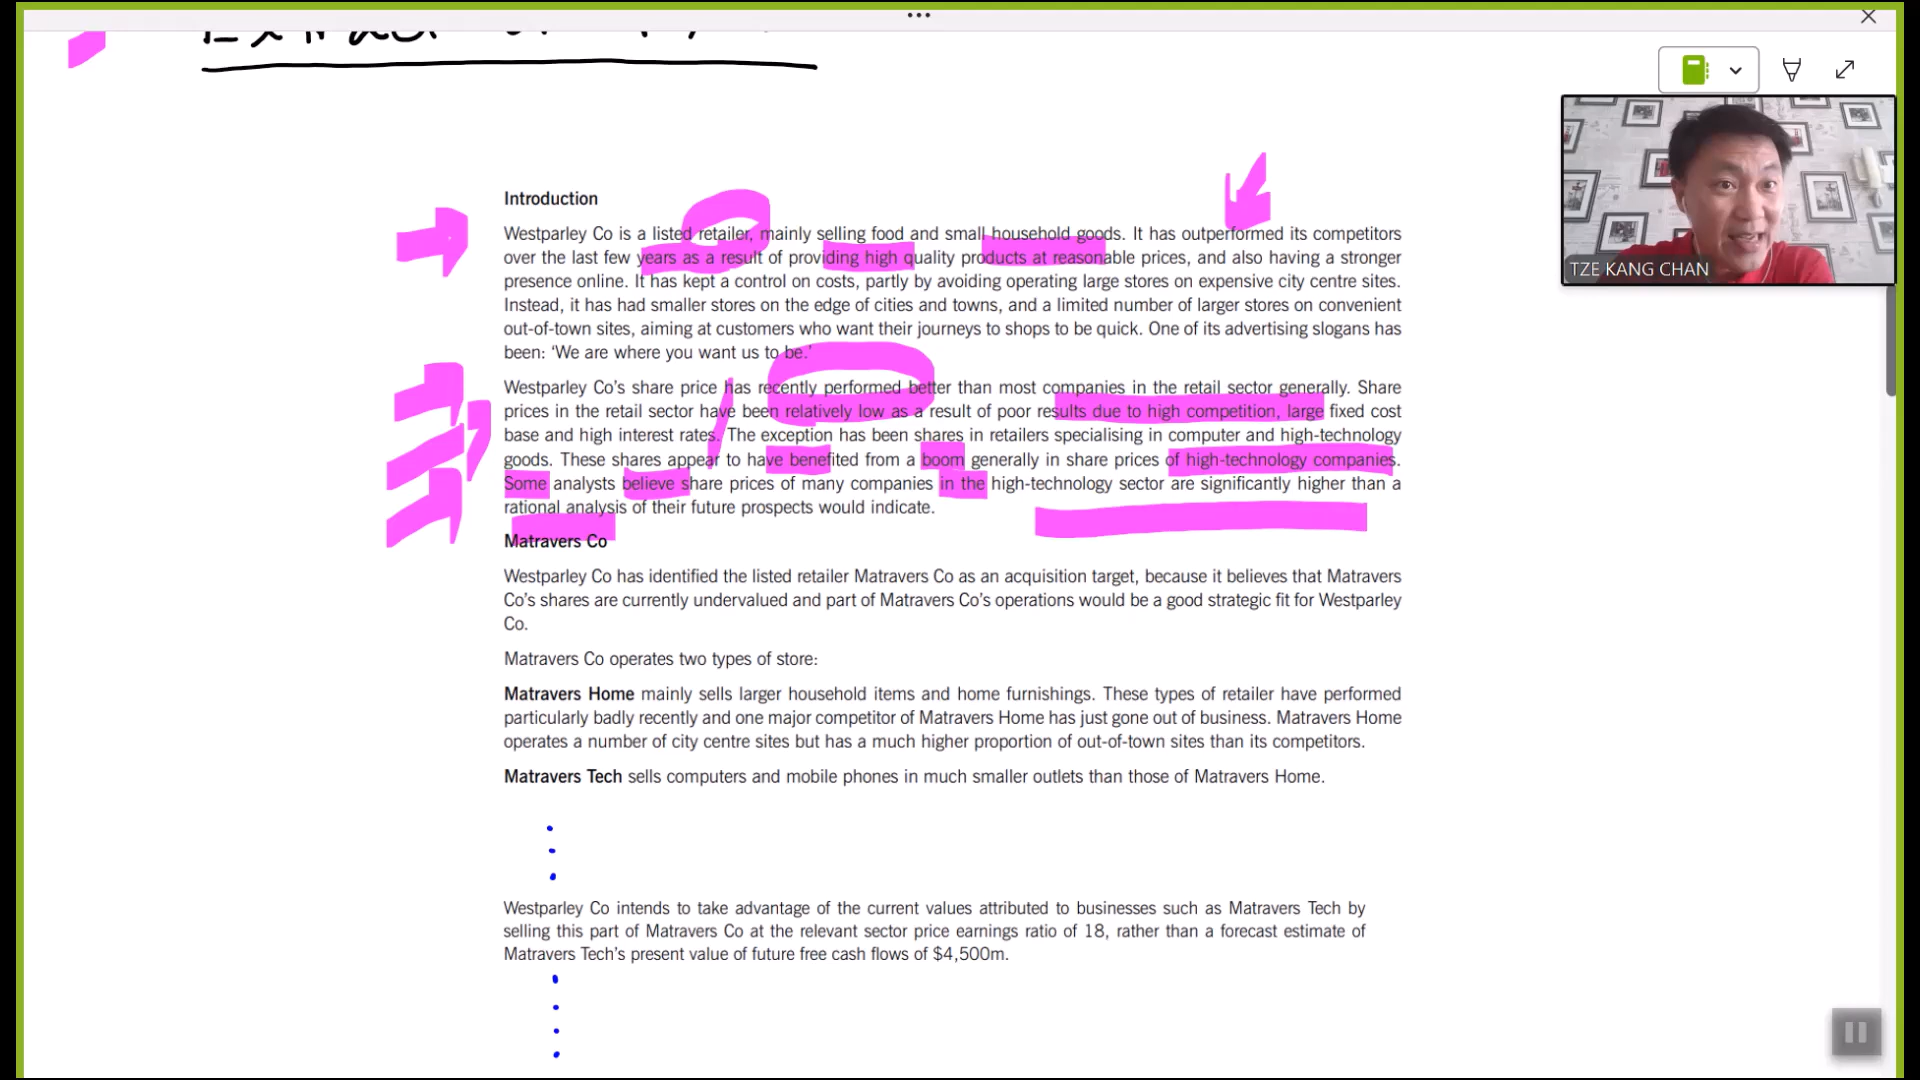 Introduction
Westparley Co is a listed retailer, mainly selling food and small household goods. It has outperformed its competitors
over the last few years as a result of providing high quality products at reasonable prices, and also having a stronger
presence online. It has kept a control on costs, partly by avoiding operating large stores on expensive city centre sites.
Instead, it has had smaller stores on the edge of cities and towns, and a limited number of larger stores on convenient
out-of-town sites, aiming at customers who want their journeys to shops to be quick. One of its advertising slogans has
been: ‘We are where you want us to be.’
Westparley Co’s share price has recently performed better than most companies in the retail sector generally. Share
prices in the retail sector have been relatively low as a result of poor results due to high competition, large fixed cost
base and high interest rates. The exception has been shares in retailers specialising in computer and high-technology
goods. These shares appear to have benefited from a boom generally in share prices of high-technology companies.
Some analysts believe share prices of many companies in the high-technology sector are significantly higher than a
rational analysis of their future prospects would indicate.
Matravers Co
Westparley Co has identified the listed retailer Matravers Co as an acquisition target, because it believes that Matravers
Co’s shares are currently undervalued and part of Matravers Co’s operations would be a good strategic fit for Westparley
Co.
Matravers Co operates two types of store:
Matravers Home mainly sells larger household items and home furnishings. These types of retailer have performed
particularly badly recently and one major competitor of Matravers Home has just gone out of business. Matravers Home
operates a number of city centre sites but has a much higher proportion of out-of-town sites than its competitors.
Matravers Tech sells computers and mobile phones in much smaller outlets than those of Matravers Home.
Westparley Co intends to take advantage of the current values attributed to businesses such as Matravers Tech by
selling this part of Matravers Co at the relevant sector price earnings ratio of 18, rather than a forecast estimate of
Matravers Tech’s present value of future free cash flows of $4,500m.
TZE KANG CHAN